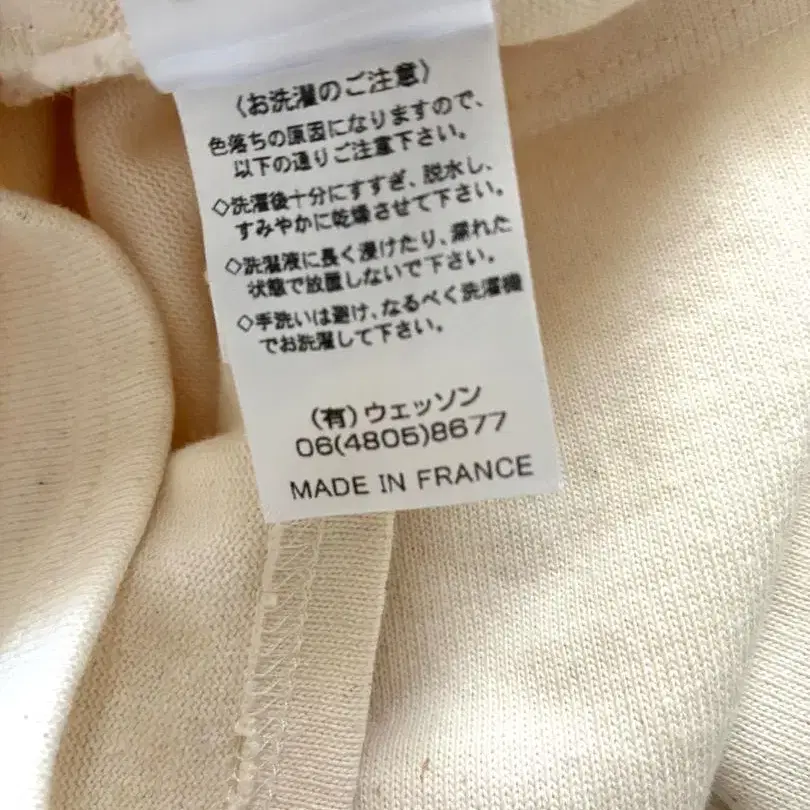 〈お洗濯のご注意〉
色落ちの原因になりますので、
以下の通りご注意下さい。
◇洗濯後十分にすすぎ、脱水し、
すみやかに乾燥させて下さい。
◇洗濯液に長く浸けたり、濡れた
状態で放置しないで下さい。
◇手洗いは避け、なるべく洗濯機
でお洗濯して下さい。
(有)ウェッソン
06(4805)8677
MADE IN FRANCE